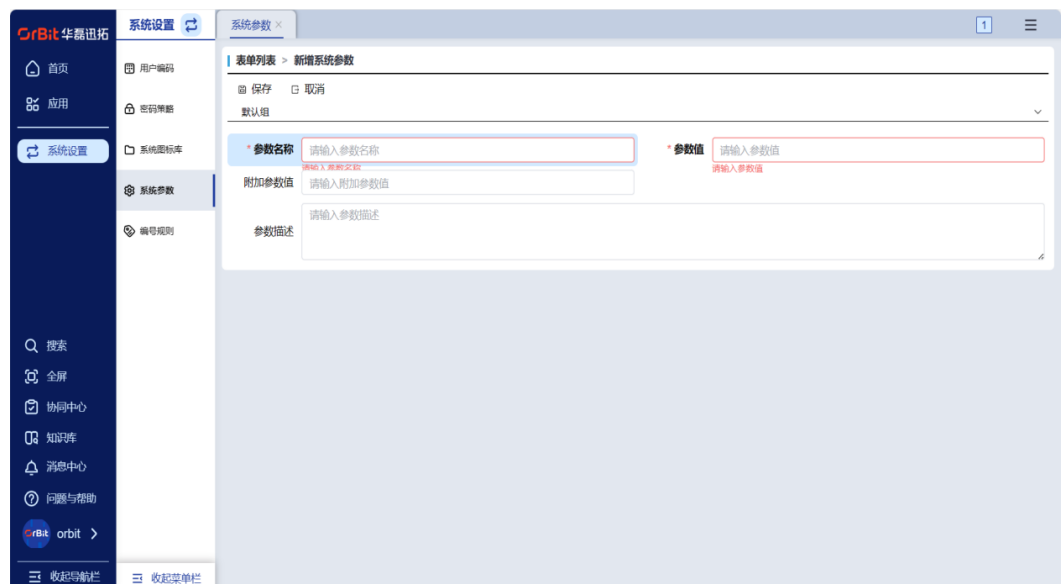 OrBit 华磊迅拓
首页
应用
系统设置
搜索
全屏
协同中心
知识库
消息中心
问题与帮助
OrBit orbit
收起导航栏
系统设置
用户编码
密码策略
系统图标库
系统参数
编号规则
收起菜单栏
系统参数 ×
1
表单列表 > 新增系统参数
保存 取消
默认组
* 参数名称 请输入参数名称
请输入参数名称
* 参数值 请输入参数值
请输入参数值
附加参数值 请输入附加参数值
参数描述 请输入参数描述